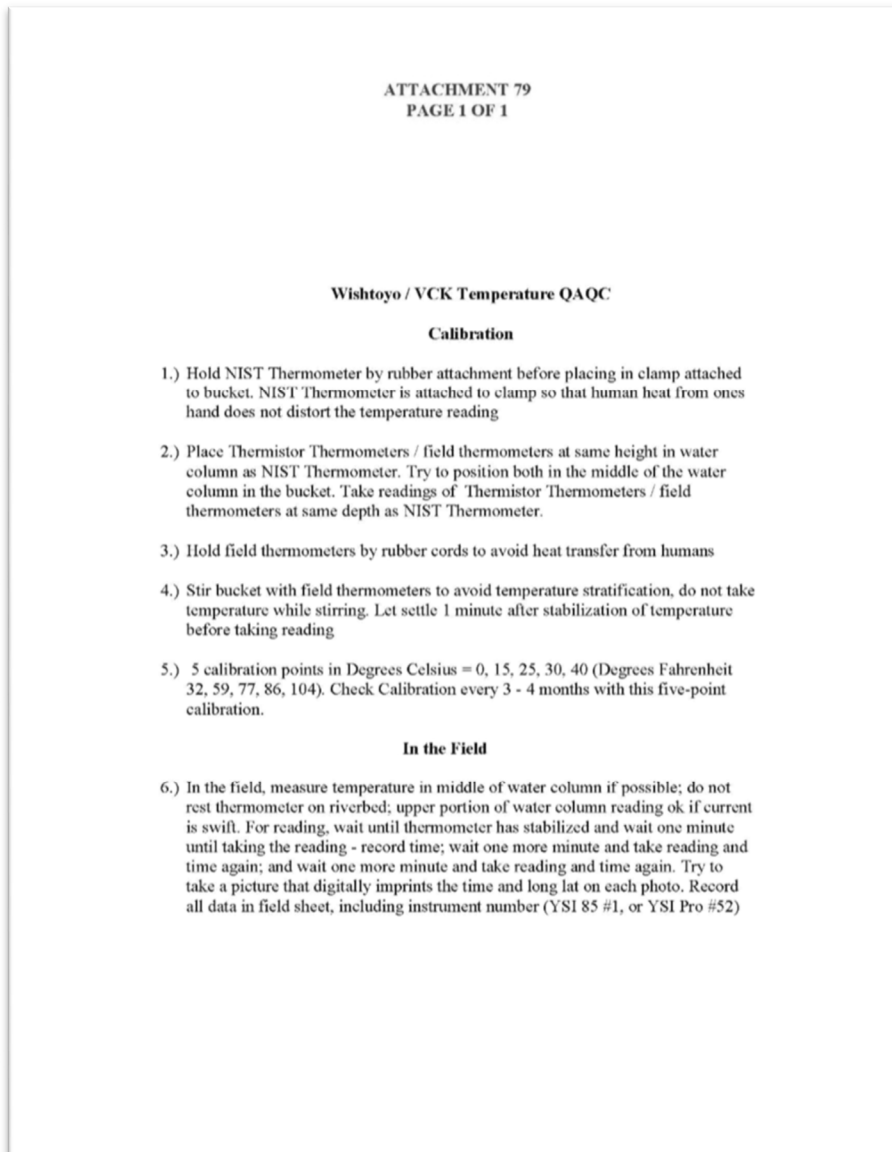 ATTACHMENT 79
PAGE 1 OF 1
Wishtoyo / VCK Temperature QAQC
Calibration
1.) Hold NIST Thermometer by rubber attachment before placing in clamp attached
to bucket. NIST Thermometer is attached to clamp so that human heat from ones
hand does not distort the temperature reading
2.) Place Thermistor Thermometers / field thermometers at same height in water
column as NIST Thermometer. Try to position both in the middle of the water
column in the bucket. Take readings of Thermistor Thermometers / field
thermometers at same depth as NIST Thermometer.
3.) Hold field thermometers by rubber cords to avoid heat transfer from humans
4.) Stir bucket with field thermometers to avoid temperature stratification, do not take
temperature while stirring. Let settle 1 minute after stabilization of temperature
before taking reading
5.) 5 calibration points in Degrees Celsius = 0, 15, 25, 30, 40 (Degrees Fahrenheit
32, 59, 77, 86, 104). Check Calibration every 3 - 4 months with this five-point
calibration.
In the Field
6.) In the field, measure temperature in middle of water column if possible; do not
rest thermometer on riverbed; upper portion of water column reading ok if current
is swift. For reading, wait until thermometer has stabilized and wait one minute
until taking the reading - record time; wait one more minute and take reading and
time again; and wait one more minute and take reading and time again. Try to
take a picture that digitally imprints the time and long lat on each photo. Record
all data in field sheet, including instrument number (YSI 85 #1, or YSI Pro #52)